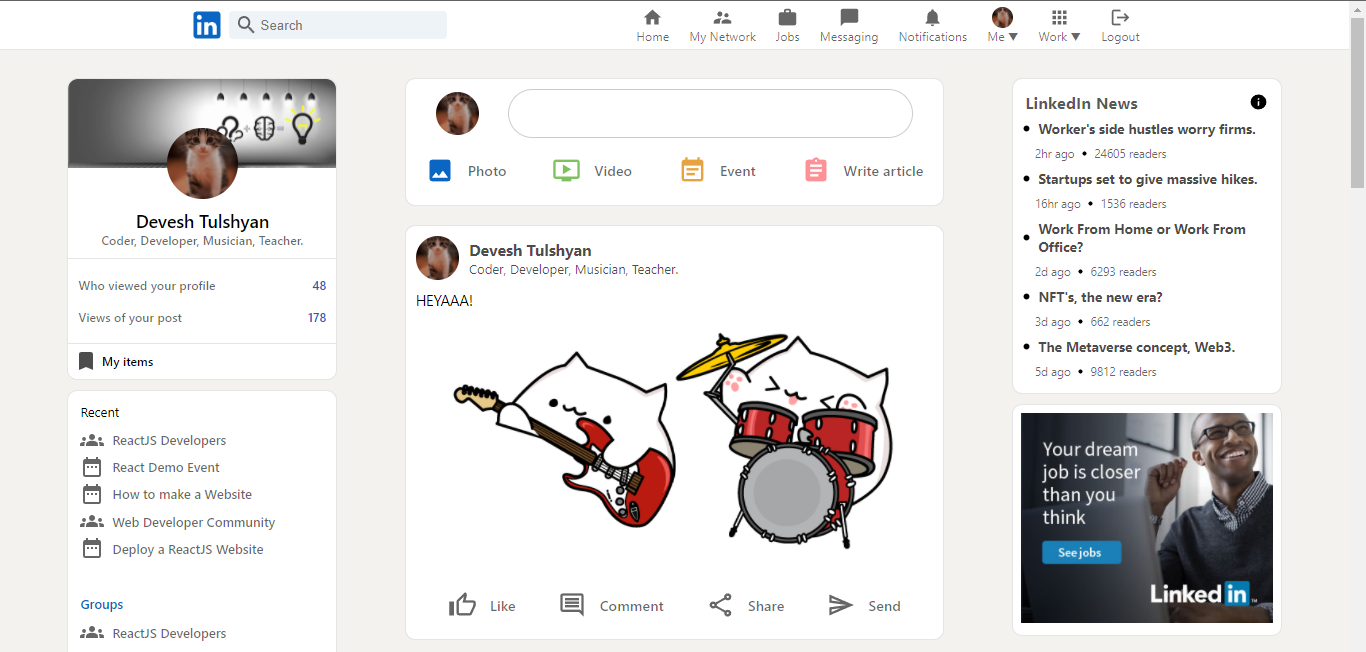 in Search
Home My Network Jobs Messaging Notifications Me ▼ Work ▼ Logout
Devesh Tulshyan
Coder, Developer, Musician, Teacher.
Who viewed your profile 48
Views of your post 178
My items
Recent
ReactJS Developers
React Demo Event
How to make a Website
Web Developer Community
Deploy a ReactJS Website
Groups
ReactJS Developers
Photo Video Event Write article
Devesh Tulshyan
Coder, Developer, Musician, Teacher.
HEYAAA!
Like Comment Share Send
LinkedIn News
Worker's side hustles worry firms.
2hr ago • 24605 readers
Startups set to give massive hikes.
16hr ago • 1536 readers
Work From Home or Work From
Office?
2d ago • 6293 readers
NFT's, the new era?
3d ago • 662 readers
The Metaverse concept, Web3.
5d ago • 9812 readers
Your dream
job is closer
than you
think
See jobs
Linked in